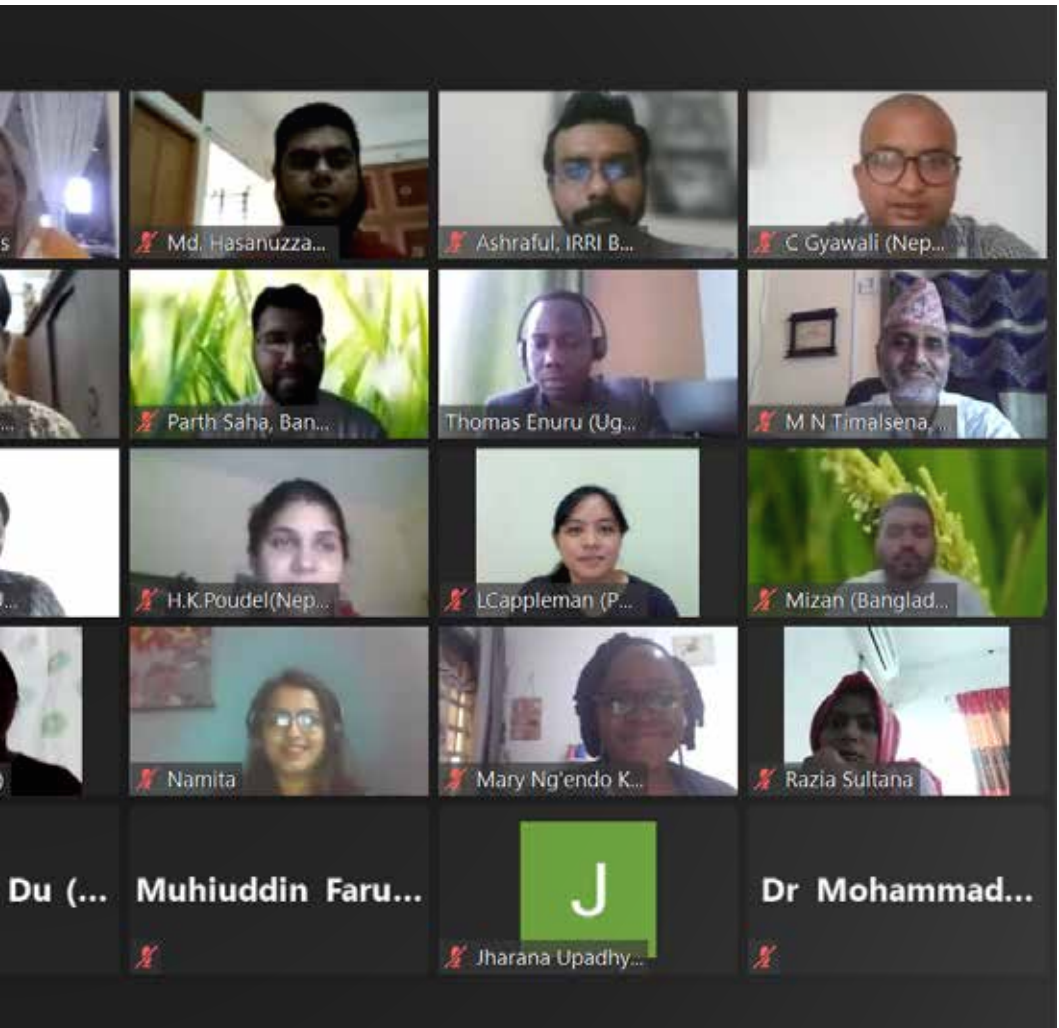 s
Md. Hasanuzza...
Ashraful, IRRI B...
C Gyawali (Nep...
...
Parth Saha, Ban...
Thomas Enuru (Ug...
M N Timalsena, ...
J...
H.K.Poudel(Nep...
LCappleman (P...
Mizan (Banglad...
)
Namita
Mary Ng'endo K...
Razia Sultana
Du (...
Muhiuddin Faru...
J
Dr Mohammad...
Jharana Upadhy...